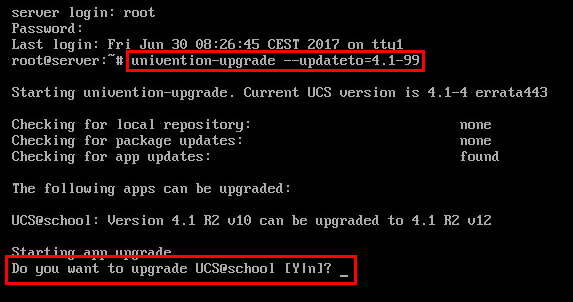 server login: root
Password:
Last login: Fri Jun 30 08:26:45 CEST 2017 on tty1
root@server:~# univention-upgrade --updateto=4.1-99
Starting univention-upgrade. Current UCS version is 4.1-4 errata443
Checking for local repository: none
Checking for package updates: none
Checking for app updates: found
The following apps can be upgraded:
UCS@school: Version 4.1 R2 v10 can be upgraded to 4.1 R2 v12
Starting app upgrade
Do you want to upgrade UCS@school [Y|n]? _